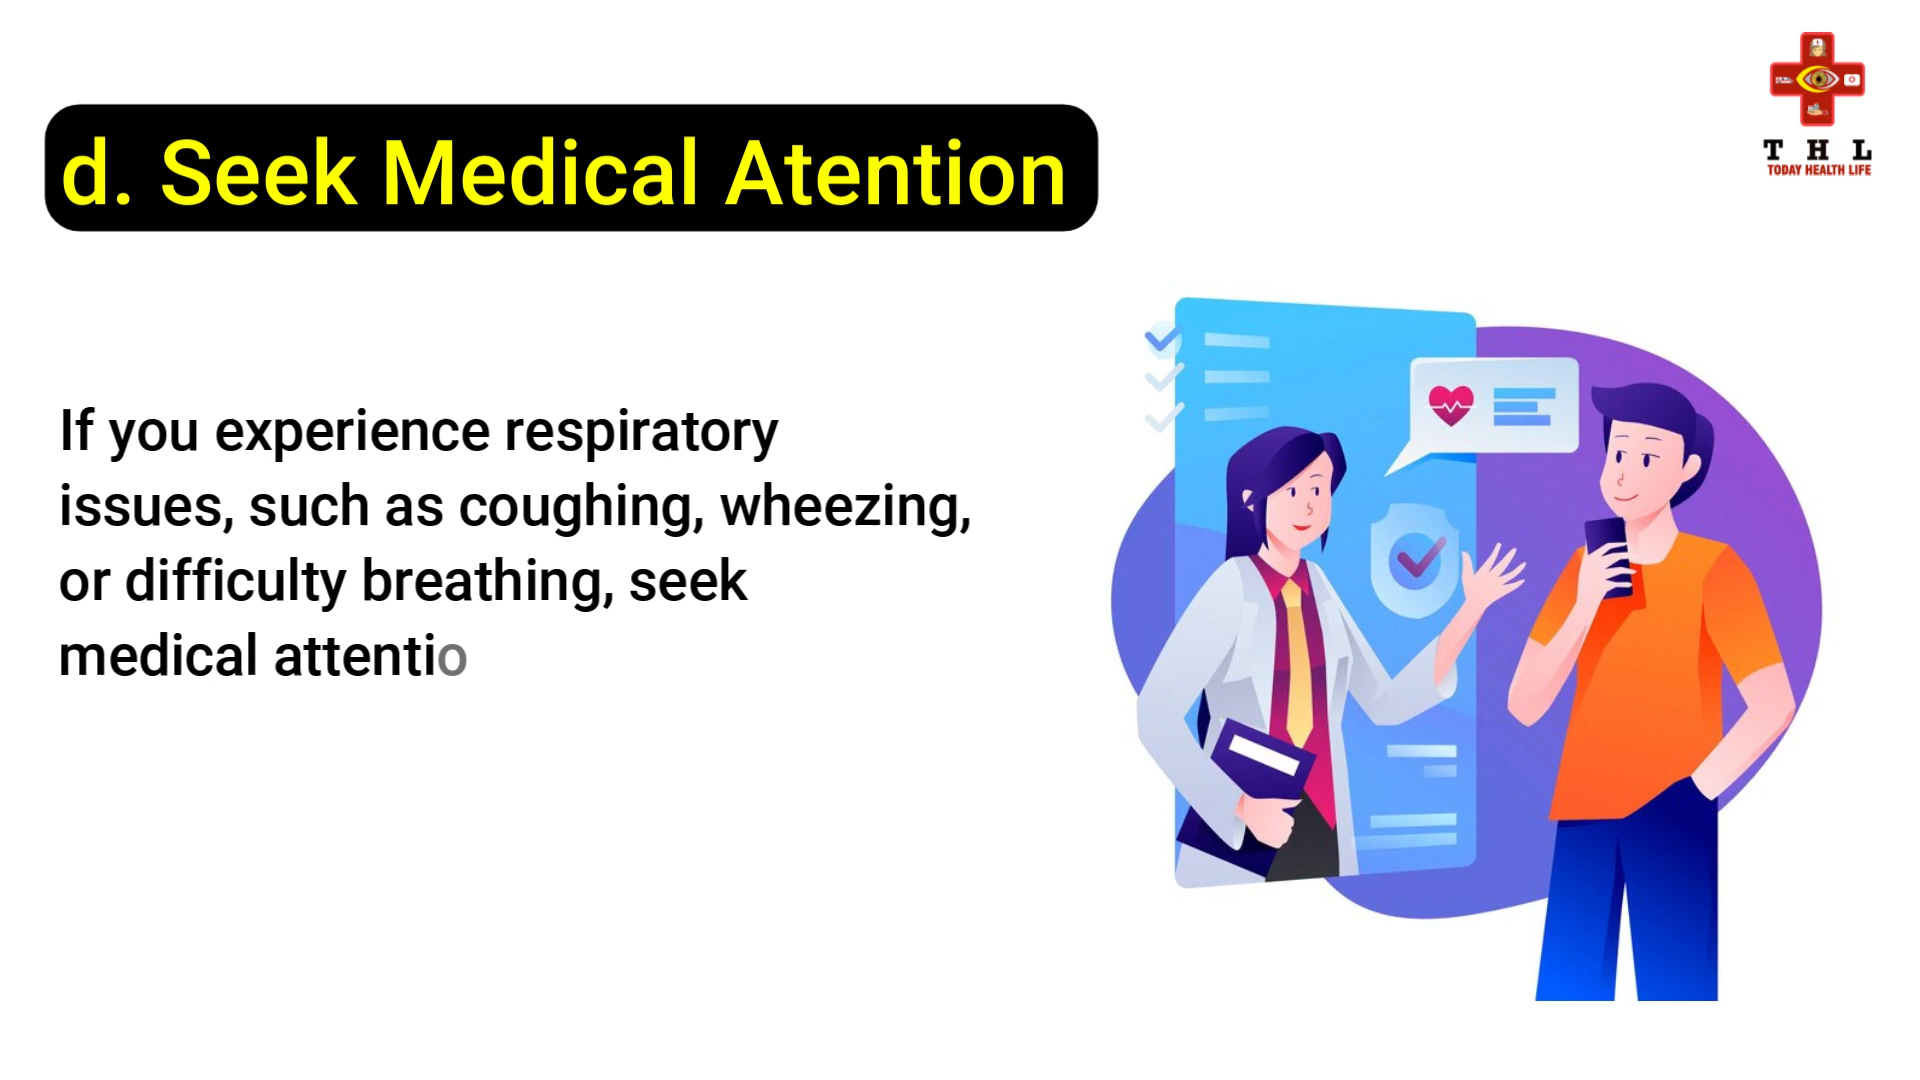 d. Seek Medical Atention
T H L
TODAY HEALTH LIFE
If you experience respiratory
issues, such as coughing, wheezing,
or difficulty breathing, seek
medical attentio